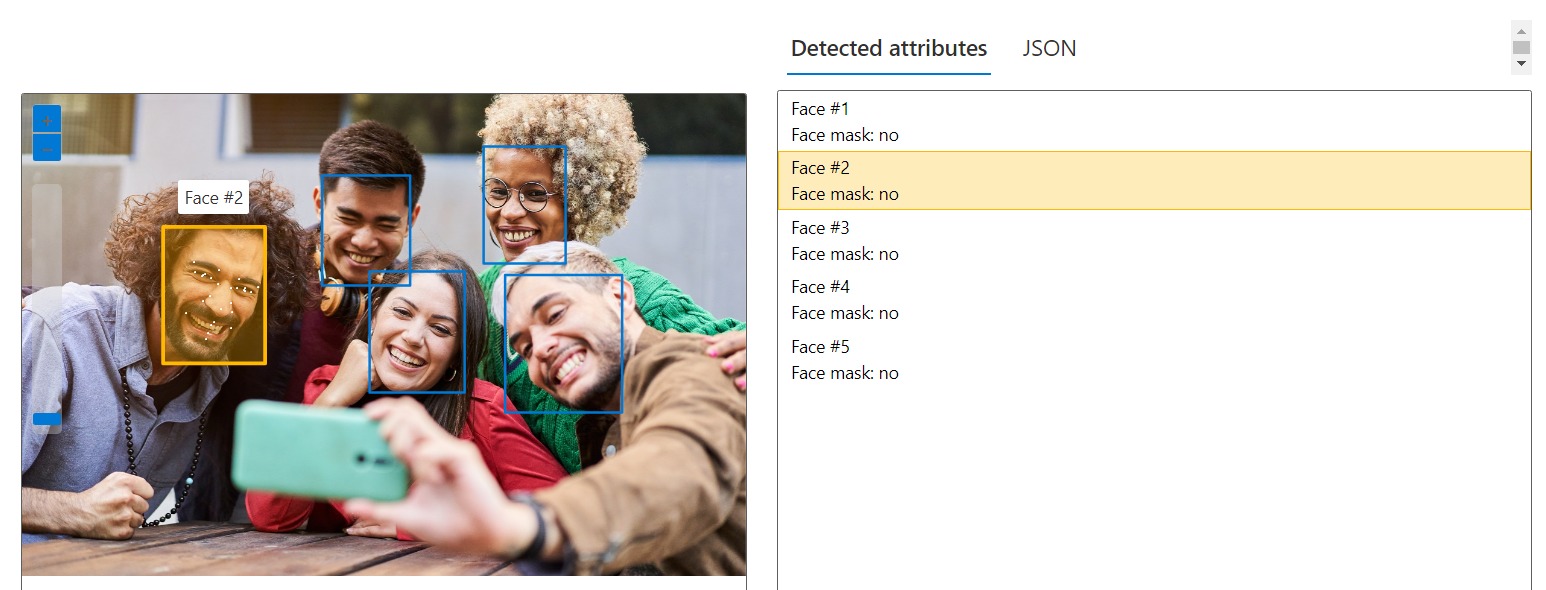 Detected attributes JSON
Face #2
Face #1
Face mask: no
Face #2
Face mask: no
Face #3
Face mask: no
Face #4
Face mask: no
Face #5
Face mask: no